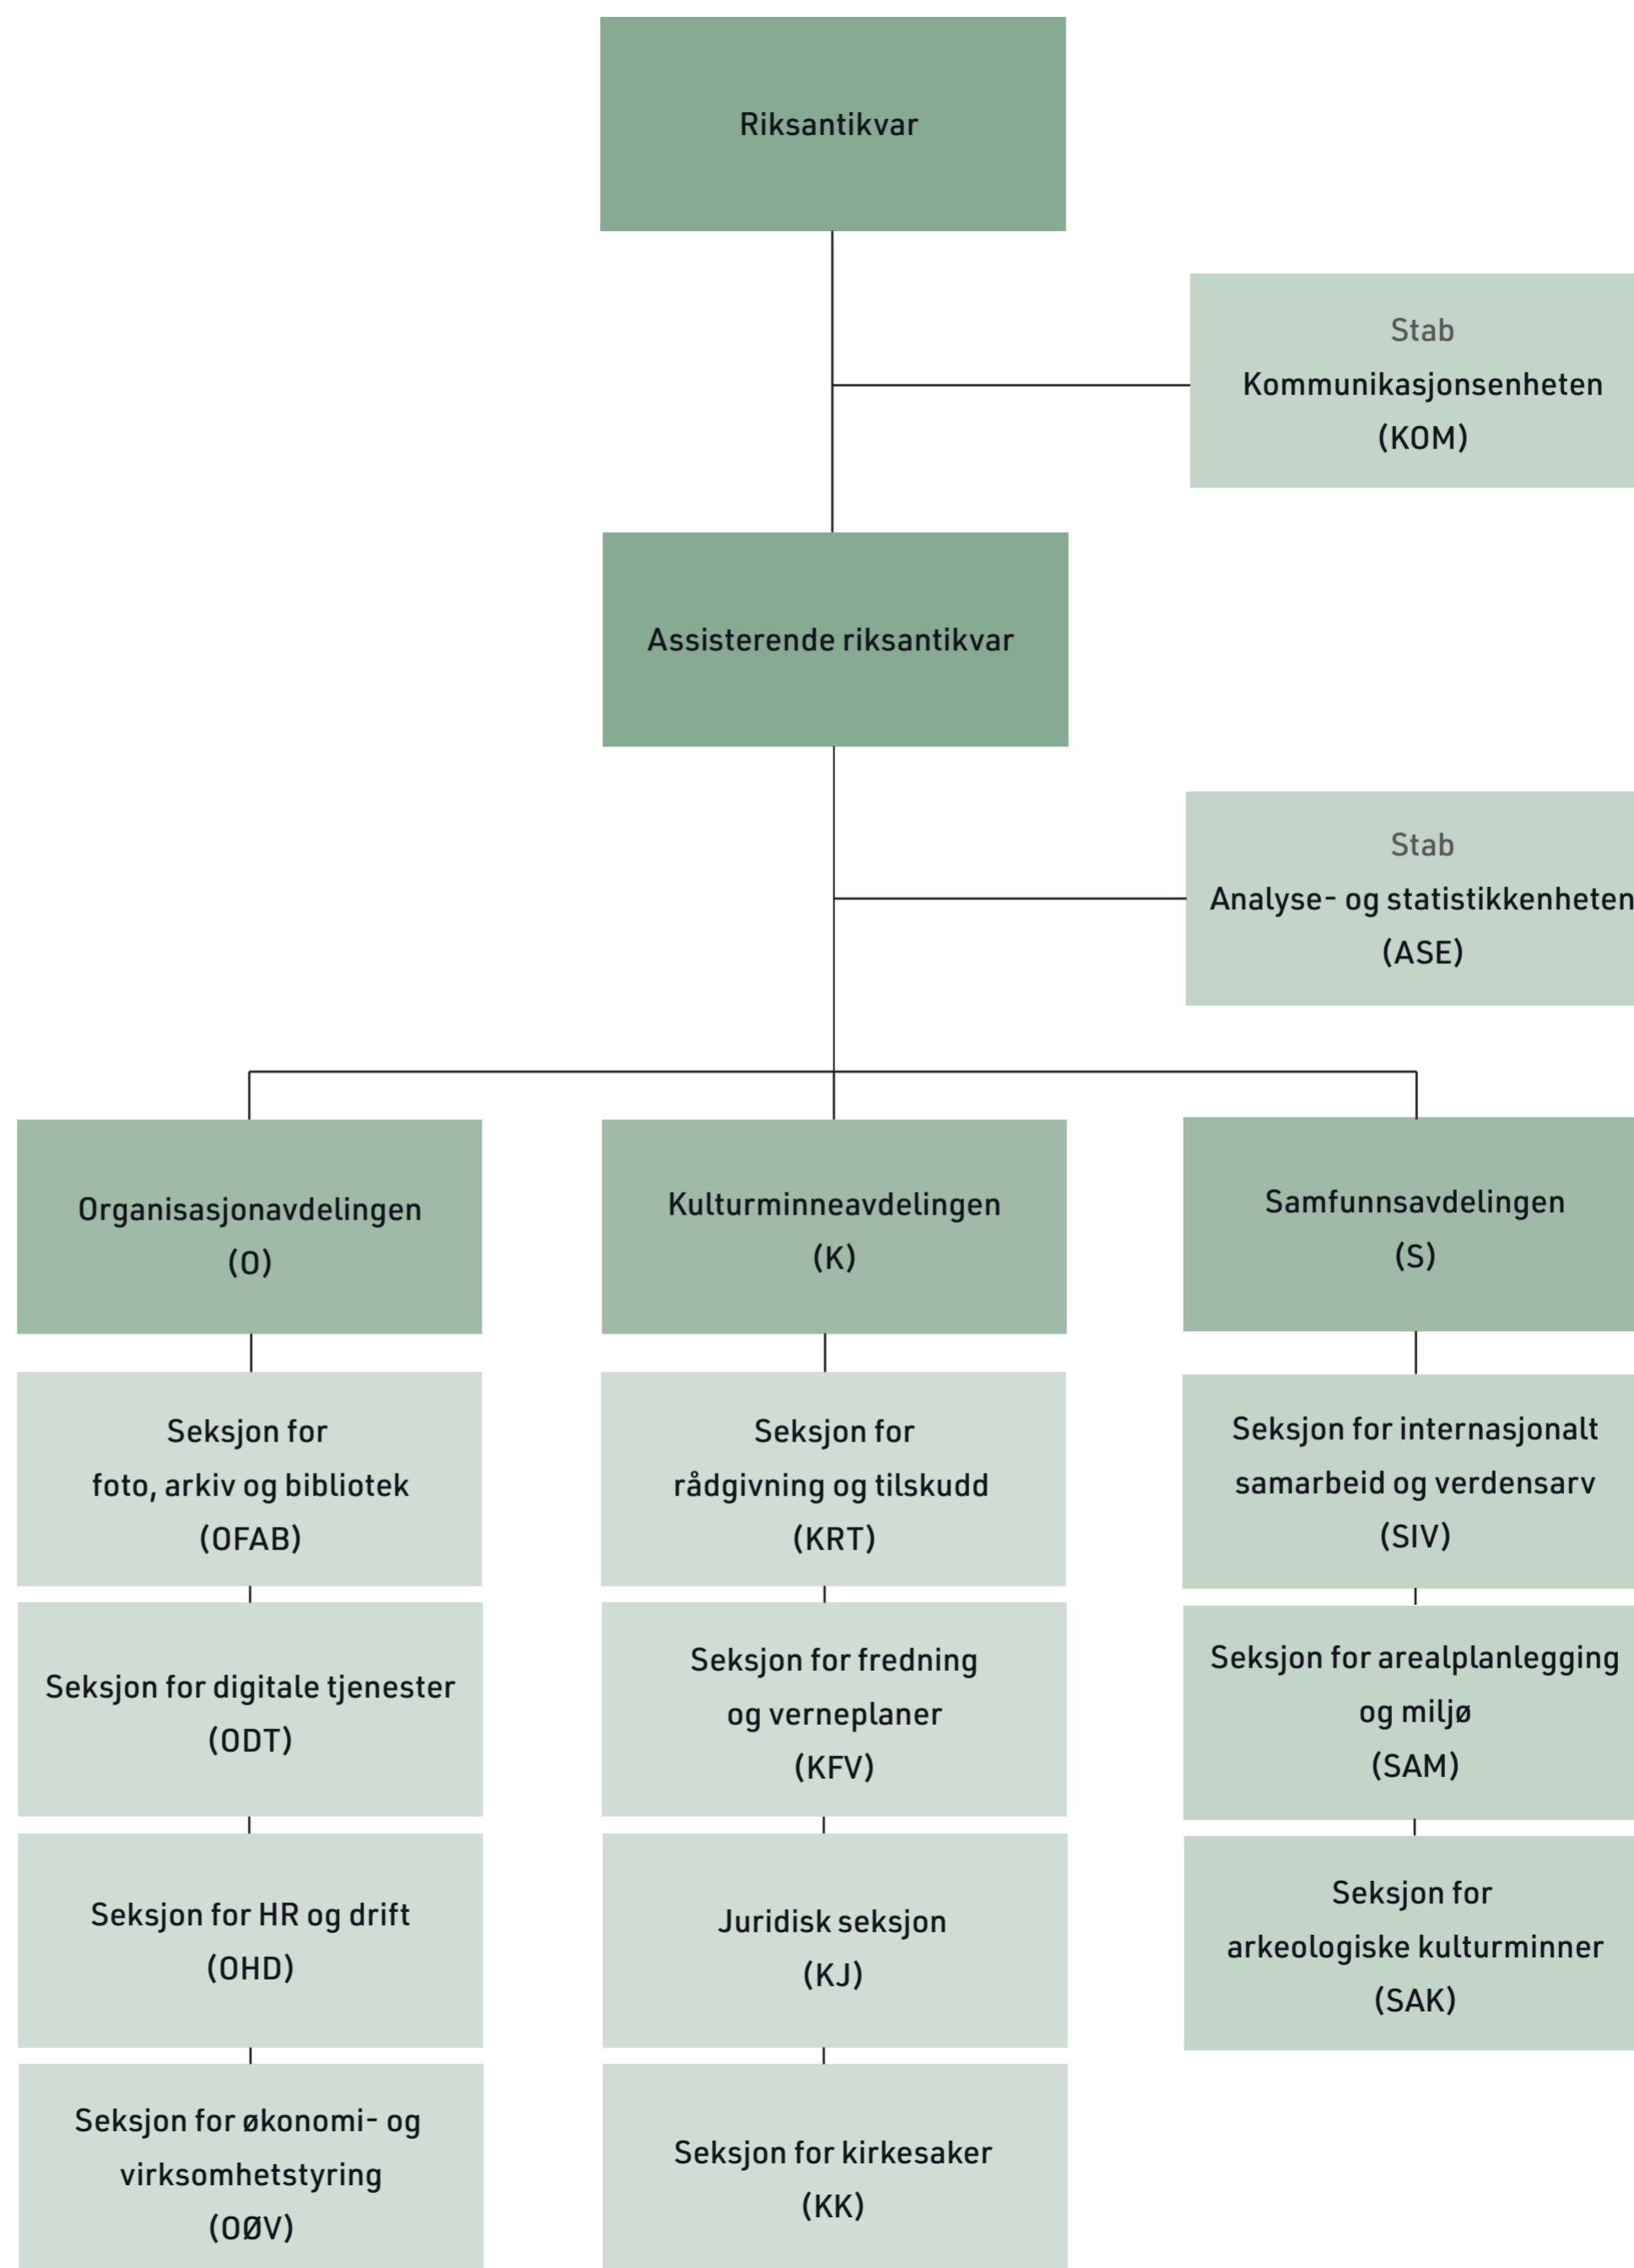 Riksantikvar
Stab
Kommunikasjonsenheten
(KOM)
Assisterende riksantikvar
Stab
Analyse- og statistikkenheten
(ASE)
Organisasjonavdelingen
(O)
Kulturminneavdelingen
(K)
Samfunnsavdelingen
(S)
Seksjon for
foto, arkiv og bibliotek
(OFAB)
Seksjon for digitale tjenester
(ODT)
Seksjon for HR og drift
(OHD)
Seksjon for økonomi- og
virksomhetstyring
(OØV)
Seksjon for
rådgivning og tilskudd
(KRT)
Seksjon for fredning
og verneplaner
(KFV)
Juridisk seksjon
(KJ)
Seksjon for kirkesaker
(KK)
Seksjon for internasjonalt
samarbeid og verdensarv
(SIV)
Seksjon for arealplanlegging
og miljø
(SAM)
Seksjon for
arkeologiske kulturminner
(SAK)